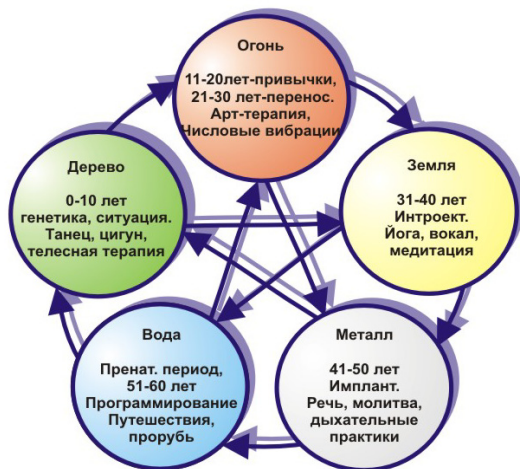 Огонь
11-20лет-привычки,
21-30 лет-перенос.
Арт-терапия,
Числовые вибрации
Дерево
0-10 лет
генетика, ситуация.
Танец, цигун,
телесная терапия
Земля
31-40 лет
Интроект.
Йога, вокал,
медитация
Вода
Пренат. период,
51-60 лет
Программирование
Путешествия,
прорубь
Металл
41-50 лет
Имплант.
Речь, молитва,
дыхательные
практики